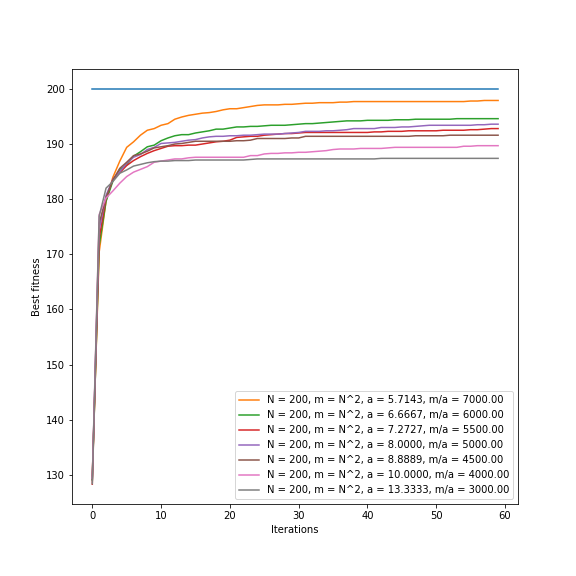 200
190
180
170
160
150
140
130
Best fitness
N = 200, m = N^2, a = 5.7143, m/a = 7000.00
N = 200, m = N^2, a = 6.6667, m/a = 6000.00
N = 200, m = N^2, a = 7.2727, m/a = 5500.00
N = 200, m = N^2, a = 8.0000, m/a = 5000.00
N = 200, m = N^2, a = 8.8889, m/a = 4500.00
N = 200, m = N^2, a = 10.0000, m/a = 4000.00
N = 200, m = N^2, a = 13.3333, m/a = 3000.00
0 10 20 30 40 50 60
Iterations